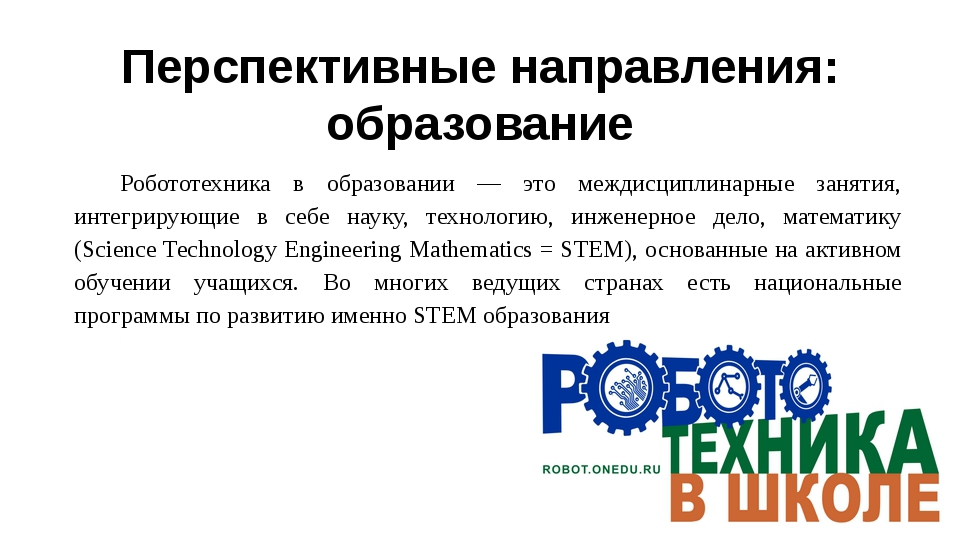 Перспективные направления:
образование
Робототехника в образовании — это междисциплинарные занятия,
интегрирующие в себе науку, технологию, инженерное дело, математику
(Science Technology Engineering Mathematics = STEM), основанные на активном
обучении учащихся. Во многих ведущих странах есть национальные
программы по развитию именно STEM образования
РОБОТО
ROBOT.ONEDU.RU
ТЕХНИКА
В ШКОЛЕ